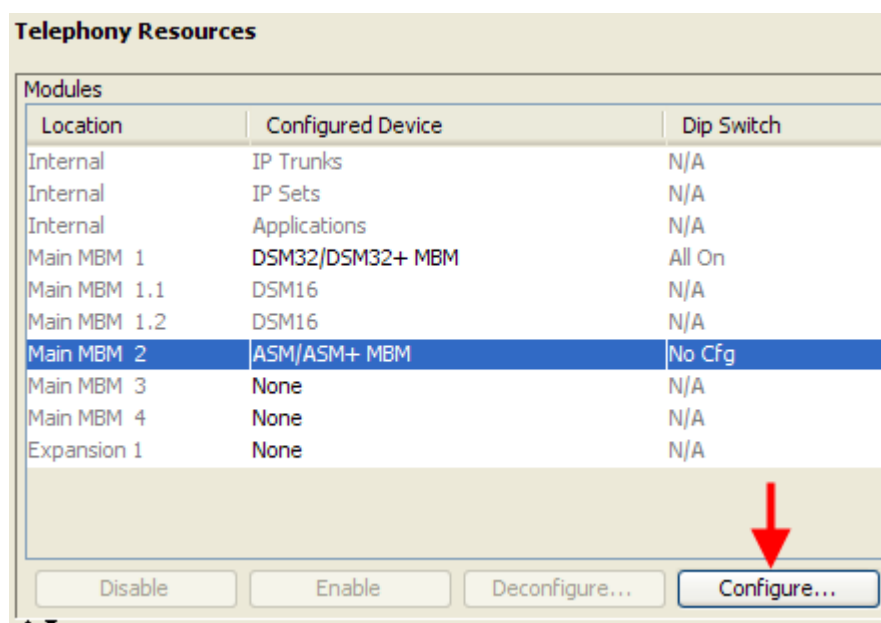 Telephony Resources
Modules
Location Configured Device Dip Switch
Internal IP Trunks N/A
Internal IP Sets N/A
Internal Applications N/A
Main MBM 1 DSM32/DSM32+ MBM All On
Main MBM 1.1 DSM16 N/A
Main MBM 1.2 DSM16 N/A
Main MBM 2 ASM/ASM+ MBM No Cfg
Main MBM 3 None N/A
Main MBM 4 None N/A
Expansion 1 None N/A
Disable Enable Deconfigure... Configure...